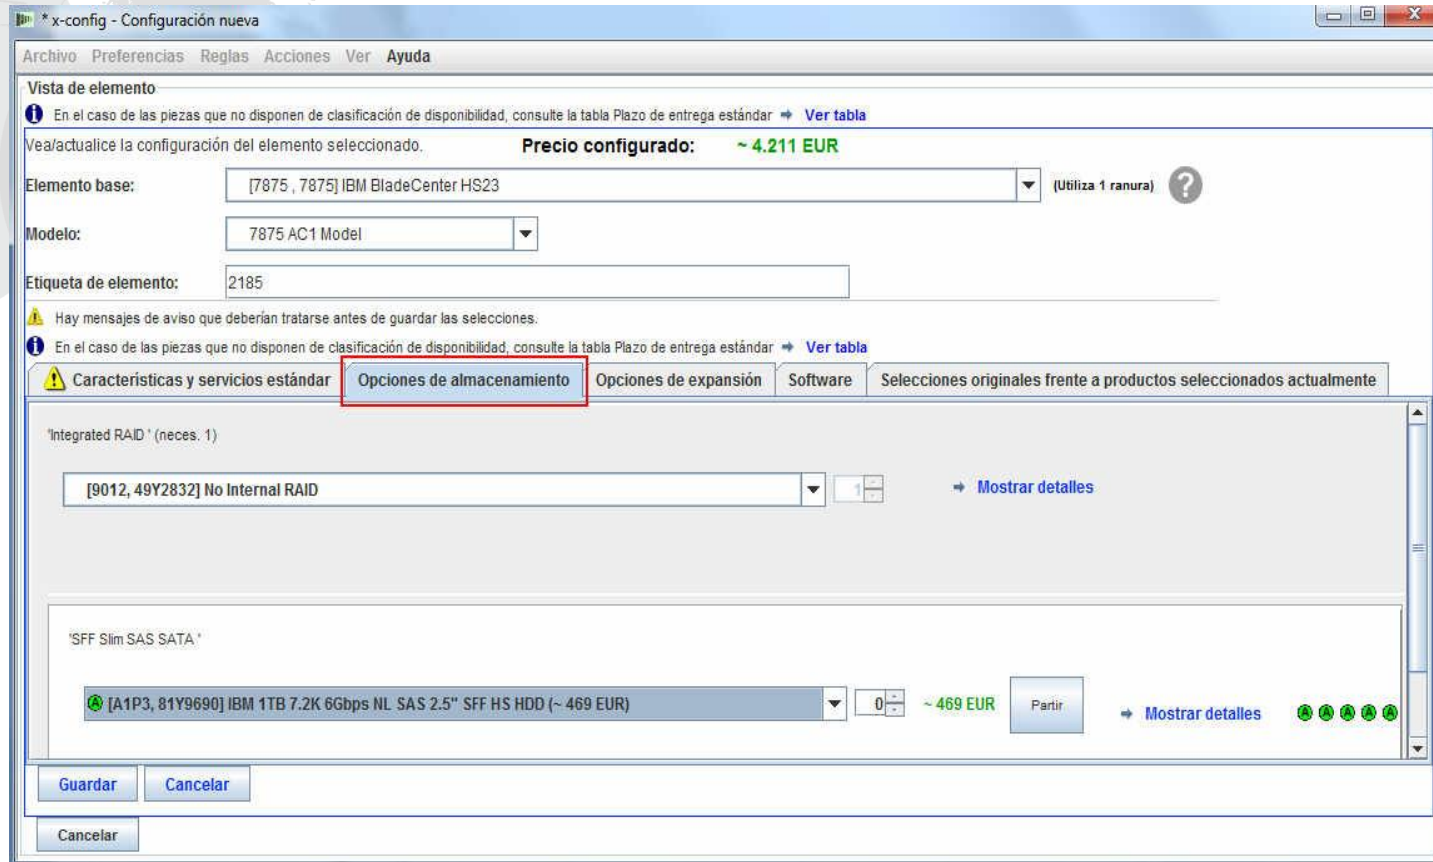 * x-config - Configuración nueva
Archivo Preferencias Reglas Acciones Ver Ayuda
Vista de elemento
En el caso de las piezas que no disponen de clasificación de disponibilidad, consulte la tabla Plazo de entrega estándar Ver tabla
Vea/actualice la configuración del elemento seleccionado. Precio configurado: ~ 4.211 EUR
Elemento base: [7875 , 7875] IBM BladeCenter HS23 (Utiliza 1 ranura) ?
Modelo: 7875 AC1 Model
Etiqueta de elemento: 2185
Hay mensajes de aviso que deberían tratarse antes de guardar las selecciones.
En el caso de las piezas que no disponen de clasificación de disponibilidad, consulte la tabla Plazo de entrega estándar Ver tabla
Características y servicios estándar Opciones de almacenamiento Opciones de expansión Software Selecciones originales frente a productos seleccionados actualmente
'Integrated RAID ' (neces. 1)
[9012, 49Y2832] No Internal RAID 1 Mostrar detalles
'SFF Slim SAS SATA '
A [A1P3, 81Y9690] IBM 1TB 7.2K 6Gbps NL SAS 2.5" SFF HS HDD (~ 469 EUR) 0 ~ 469 EUR Partir Mostrar detalles A A A A A
Guardar Cancelar
Cancelar